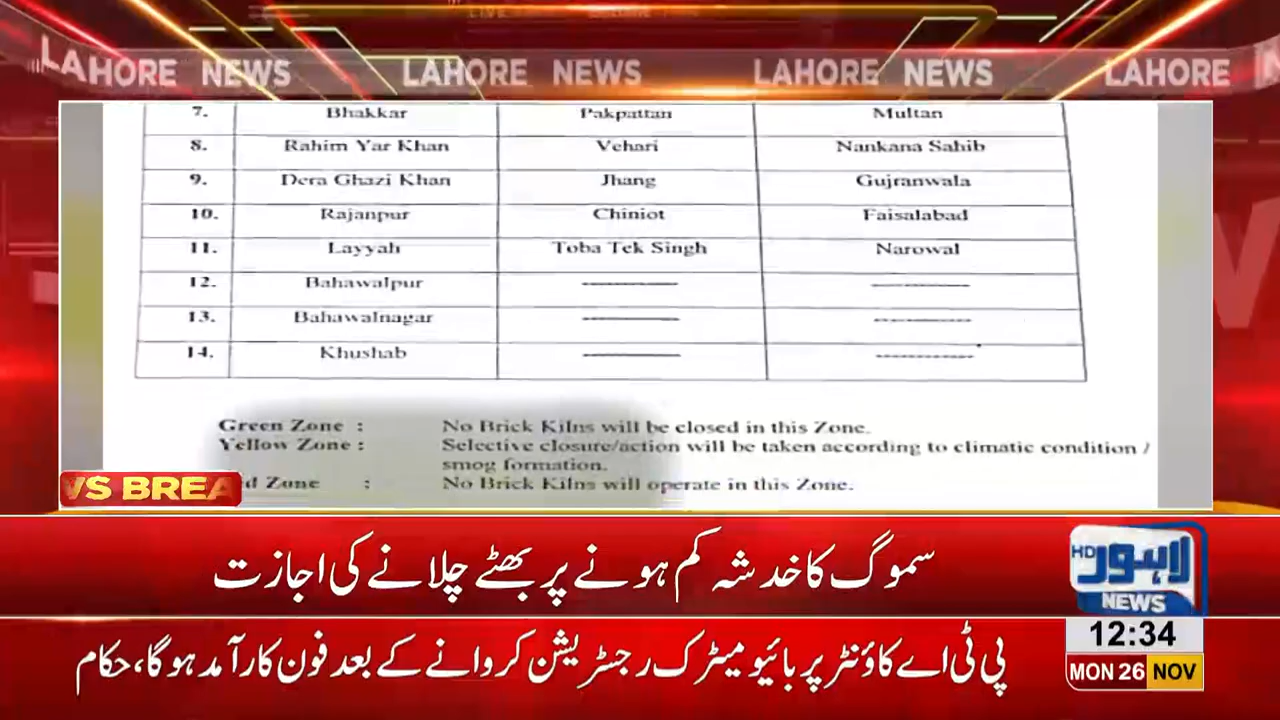 LAHORE NEWS LAHORE NEWS LAHORE NEWS LAHORE
7. Bhakkar Pakpattan Multan
8. Rahim Yar Khan Vehari Nankana Sahib
9. Dera Ghazi Khan Jhang Gujranwala
10. Rajanpur Chiniot Faisalabad
11. Layyah Toba Tek Singh Narowal
12. Bahawalpur
13. Bahawalnagar
14. Khushab
Green Zone : No Brick Kilns will be closed in this Zone.
Yellow Zone : Selective closure/action will be taken according to climatic condition /
smog formation.
ed Zone : No Brick Kilns will operate in this Zone.
WS BREA
سموگ کا خدشہ کم ہونے پر بھٹے چلانے کی اجازت
HD لاہور
NEWS
12:34
MON 26 NOV
پی ٹی اے کاؤنٹر پر بائیو میٹرک رجسٹریشن کروانے کے بعد فون کارآمد ہوگا، حکام